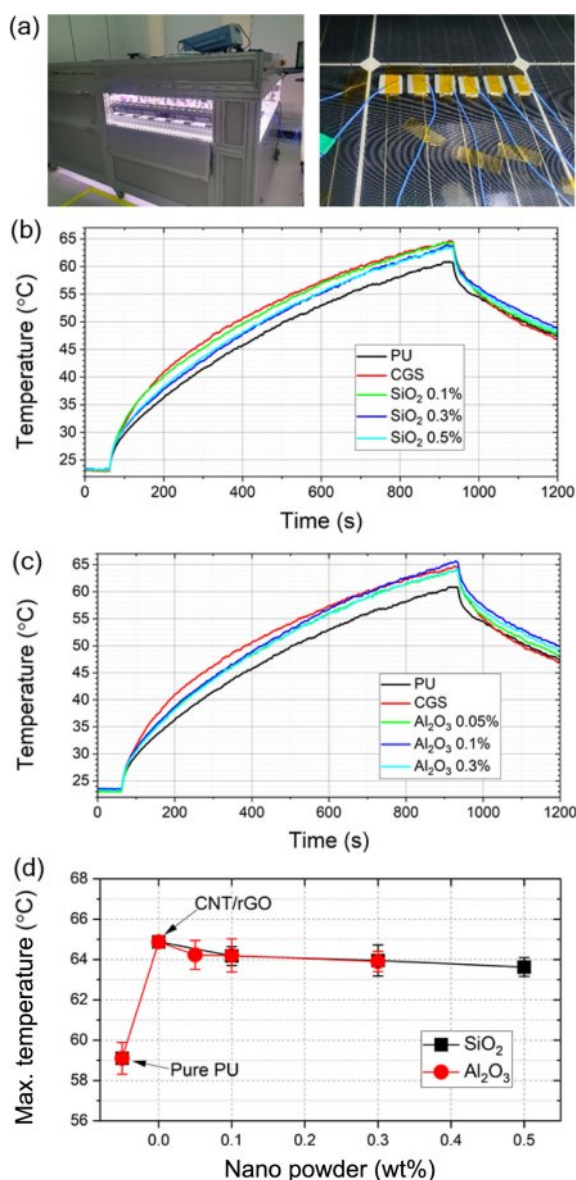 (a)
(b)
65
60
55
50
45
40
35
30
25
Temperature (°C)
PU
CGS
SiO₂ 0.1%
SiO₂ 0.3%
SiO₂ 0.5%
0 200 400 600 800 1000 1200
Time (s)
(c)
65
60
55
50
45
40
35
30
25
Temperature (°C)
PU
CGS
Al₂O₃ 0.05%
Al₂O₃ 0.1%
Al₂O₃ 0.3%
0 200 400 600 800 1000 1200
Time (s)
(d)
68
66
64
62
60
58
56
Max. temperature (°C)
CNT/rGO
Pure PU
SiO₂
Al₂O₃
0.0 0.1 0.2 0.3 0.4 0.5
Nano powder (wt%)